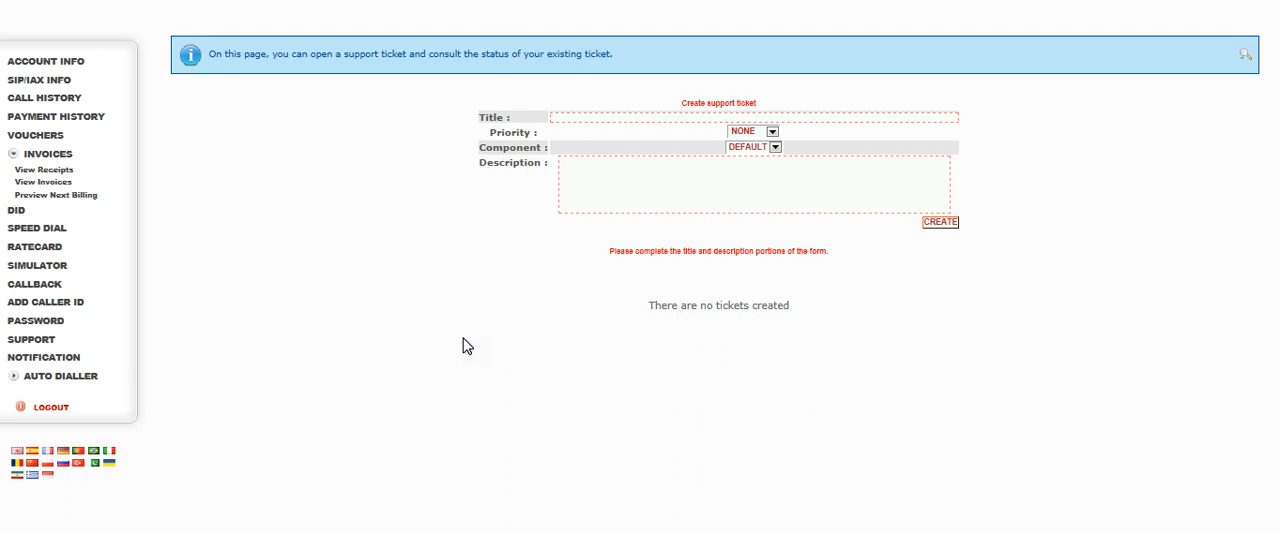 On this page, you can open a support ticket and consult the status of your existing ticket.
ACCOUNT INFO
SIP/IAX INFO
CALL HISTORY
PAYMENT HISTORY
VOUCHERS
INVOICES
View Receipts
View Invoices
Preview Next Billing
DID
SPEED DIAL
RATECARD
SIMULATOR
CALLBACK
ADD CALLER ID
PASSWORD
SUPPORT
NOTIFICATION
AUTO DIALLER
LOGOUT
Create support ticket
Title :
Priority : NONE
Component : DEFAULT
Description :
CREATE
Please complete the title and description portions of the form.
There are no tickets created